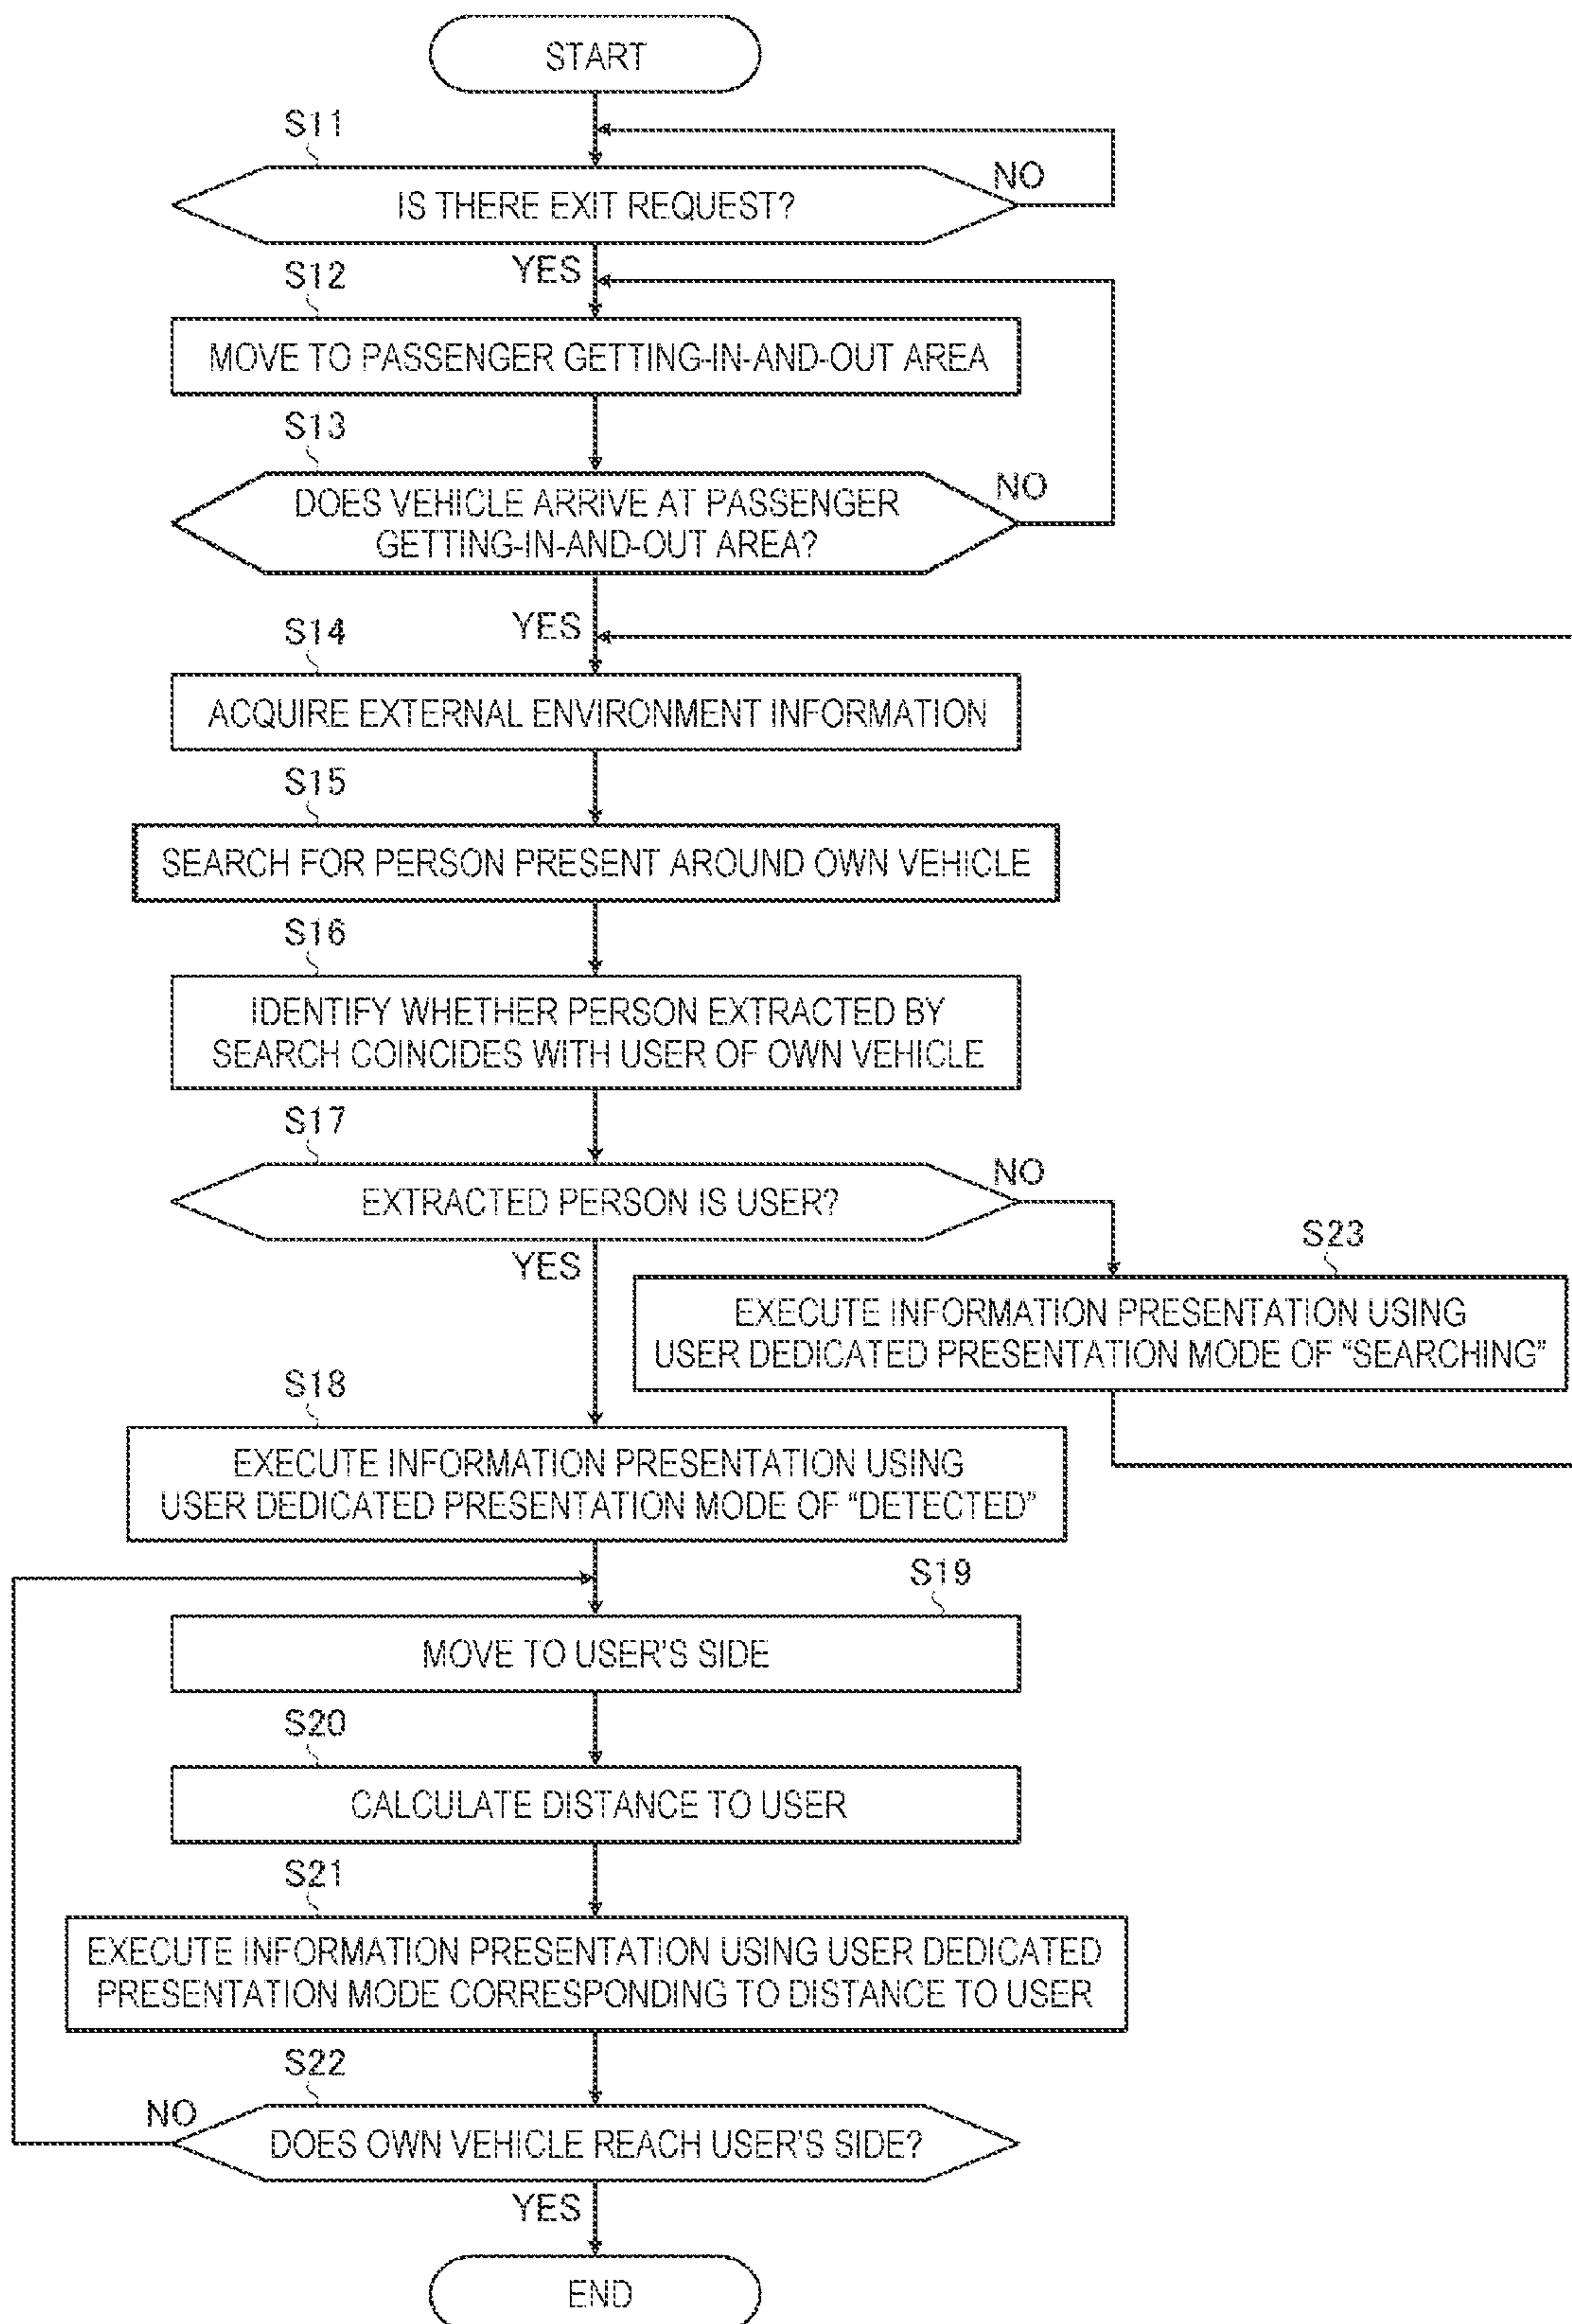 START
S11
NO
IS THERE EXIT REQUEST?
S12
YES
MOVE TO PASSENGER GETTING-IN-AND-OUT AREA
S13
NO
DOES VEHICLE ARRIVE AT PASSENGER
GETTING-IN-AND-OUT AREA?
S14
YES
ACQUIRE EXTERNAL ENVIRONMENT INFORMATION
S15
SEARCH FOR PERSON PRESENT AROUND OWN VEHICLE
S16
IDENTIFY WHETHER PERSON EXTRACTED BY
SEARCH COINCIDES WITH USER OF OWN VEHICLE
S17
NO
EXTRACTED PERSON IS USER?
YES
S23
EXECUTE INFORMATION PRESENTATION USING
USER DEDICATED PRESENTATION MODE OF “SEARCHING”
S18
EXECUTE INFORMATION PRESENTATION USING
USER DEDICATED PRESENTATION MODE OF “DETECTED”
S19
MOVE TO USER'S SIDE
S20
CALCULATE DISTANCE TO USER
S21
EXECUTE INFORMATION PRESENTATION USING USER DEDICATED
PRESENTATION MODE CORRESPONDING TO DISTANCE TO USER
S22
NO
DOES OWN VEHICLE REACH USER'S SIDE?
YES
END